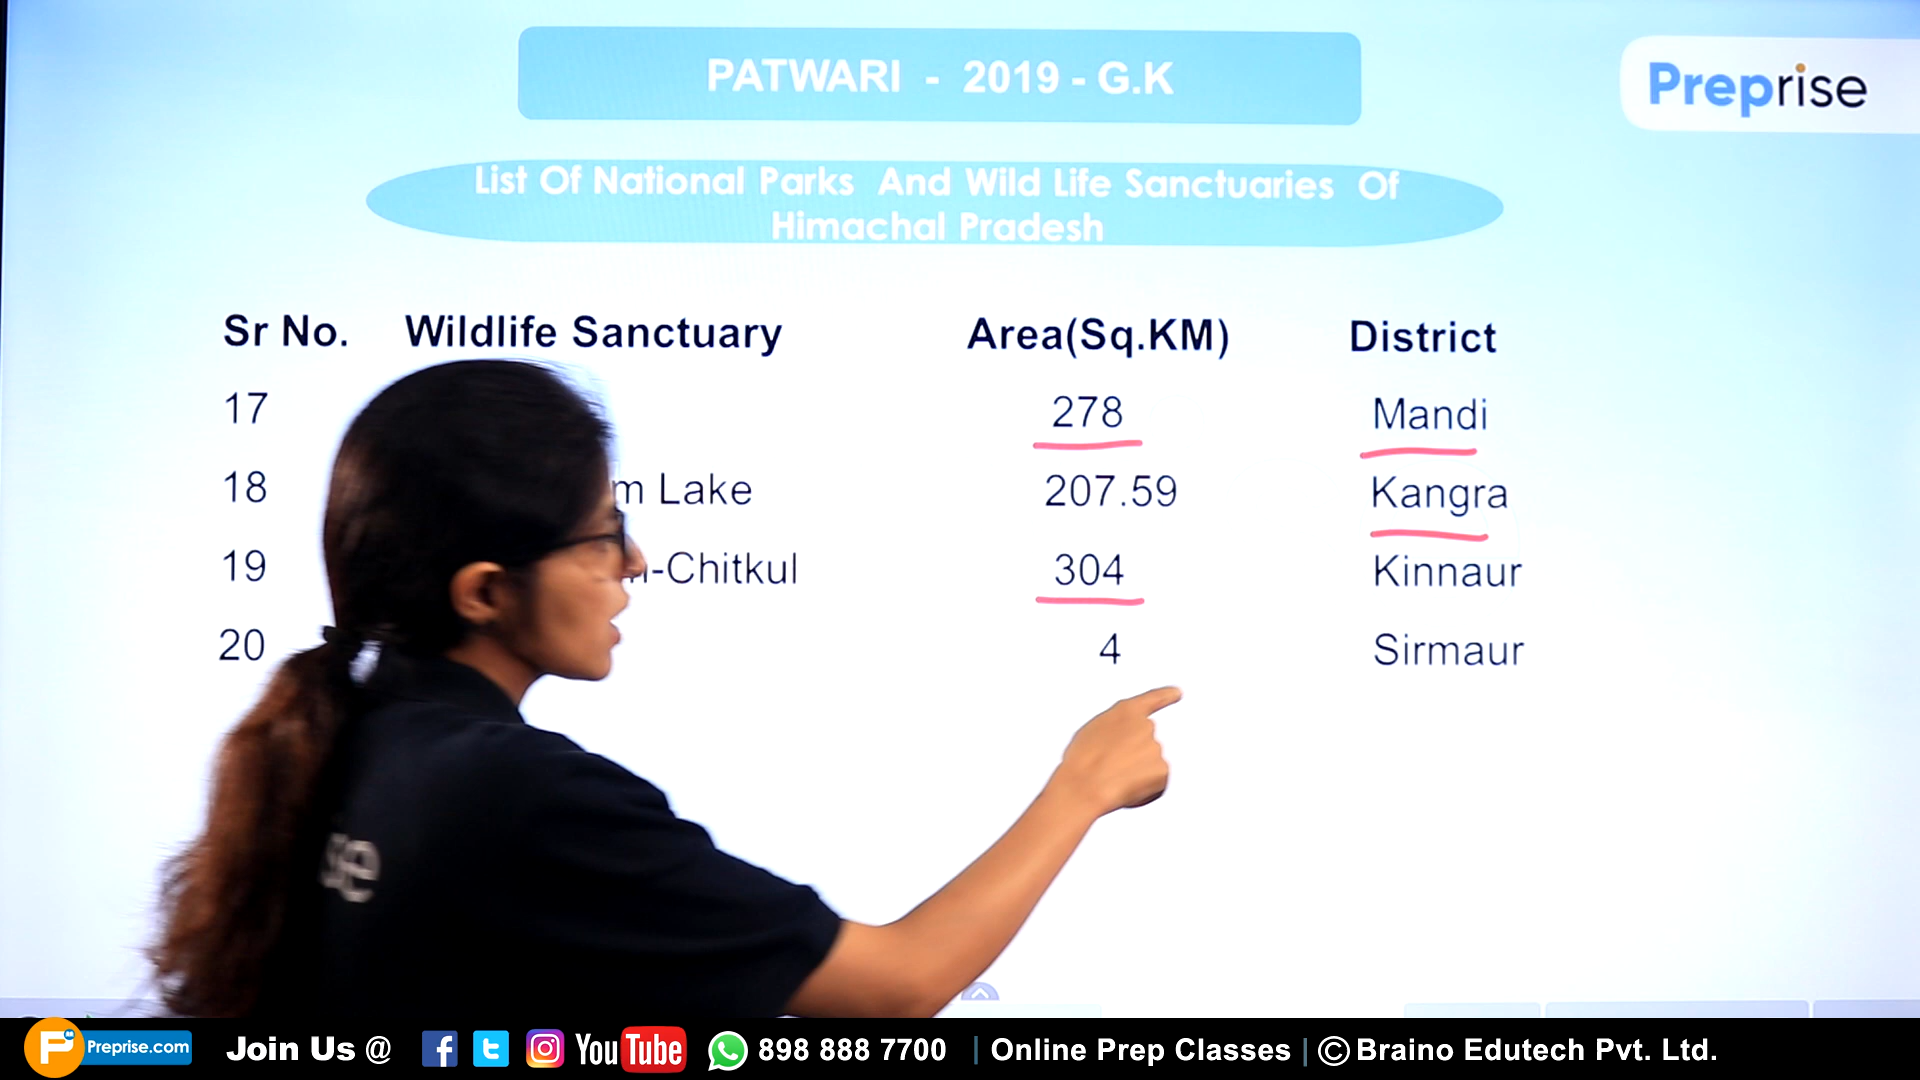 PATWARI - 2019 - G.K
Preprise
List Of National Parks And Wild Life Sanctuaries Of
Himachal Pradesh
Sr No. Wildlife Sanctuary Area(Sq.KM) District
17 278 Mandi
18 Lake 207.59 Kangra
19 -Chitkul 304 Kinnaur
20 4 Sirmaur
Preprise.com Join Us @ YouTube 898 888 7700 | Online Prep Classes | © Braino Edutech Pvt. Ltd.